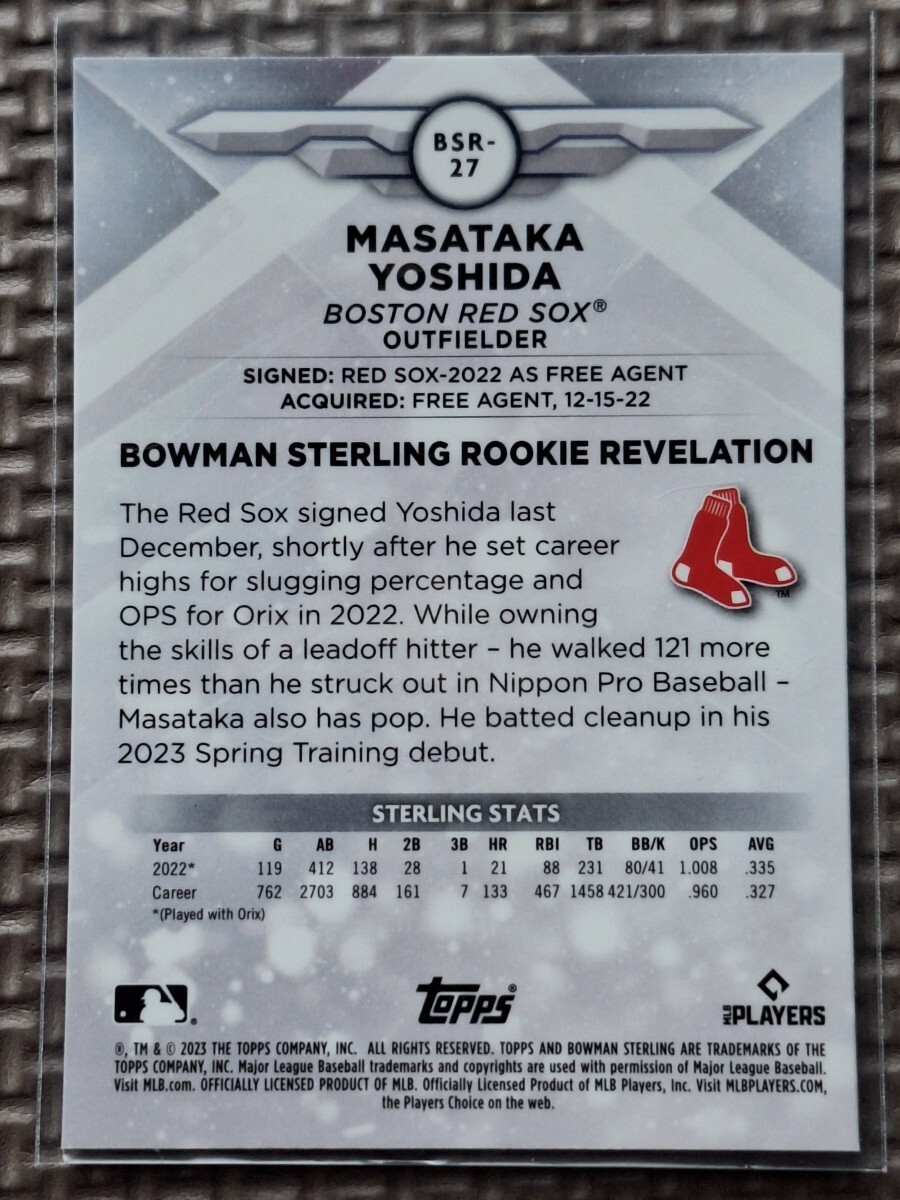 BSR-
27
MASATAKA
YOSHIDA
BOSTON RED SOX®
OUTFIELDER
SIGNED: RED SOX-2022 AS FREE AGENT
ACQUIRED: FREE AGENT, 12-15-22
BOWMAN STERLING ROOKIE REVELATION
The Red Sox signed Yoshida last
December, shortly after he set career
highs for slugging percentage and
OPS for Orix in 2022. While owning
the skills of a leadoff hitter – he walked 121 more
times than he struck out in Nippon Pro Baseball –
Masataka also has pop. He batted cleanup in his
2023 Spring Training debut.
TM
STERLING STATS
Year G AB H 2B 3B HR RBI TB BB/K OPS AVG
2022* 119 412 138 28 1 21 88 231 80/41 1.008 .335
Career 762 2703 884 161 7 133 467 1458 421/300 .960 .327
*(Played with Orix)
Topps®
MLB PLAYERS
®, TM & © 2023 THE TOPPS COMPANY, INC. ALL RIGHTS RESERVED. TOPPS AND BOWMAN STERLING ARE TRADEMARKS OF THE
TOPPS COMPANY, INC. Major League Baseball trademarks and copyrights are used with permission of Major League Baseball.
Visit MLB.com. OFFICIALLY LICENSED PRODUCT OF MLB. Officially Licensed Product of MLB Players, Inc. Visit MLBPLAYERS.COM,
the Players Choice on the web.